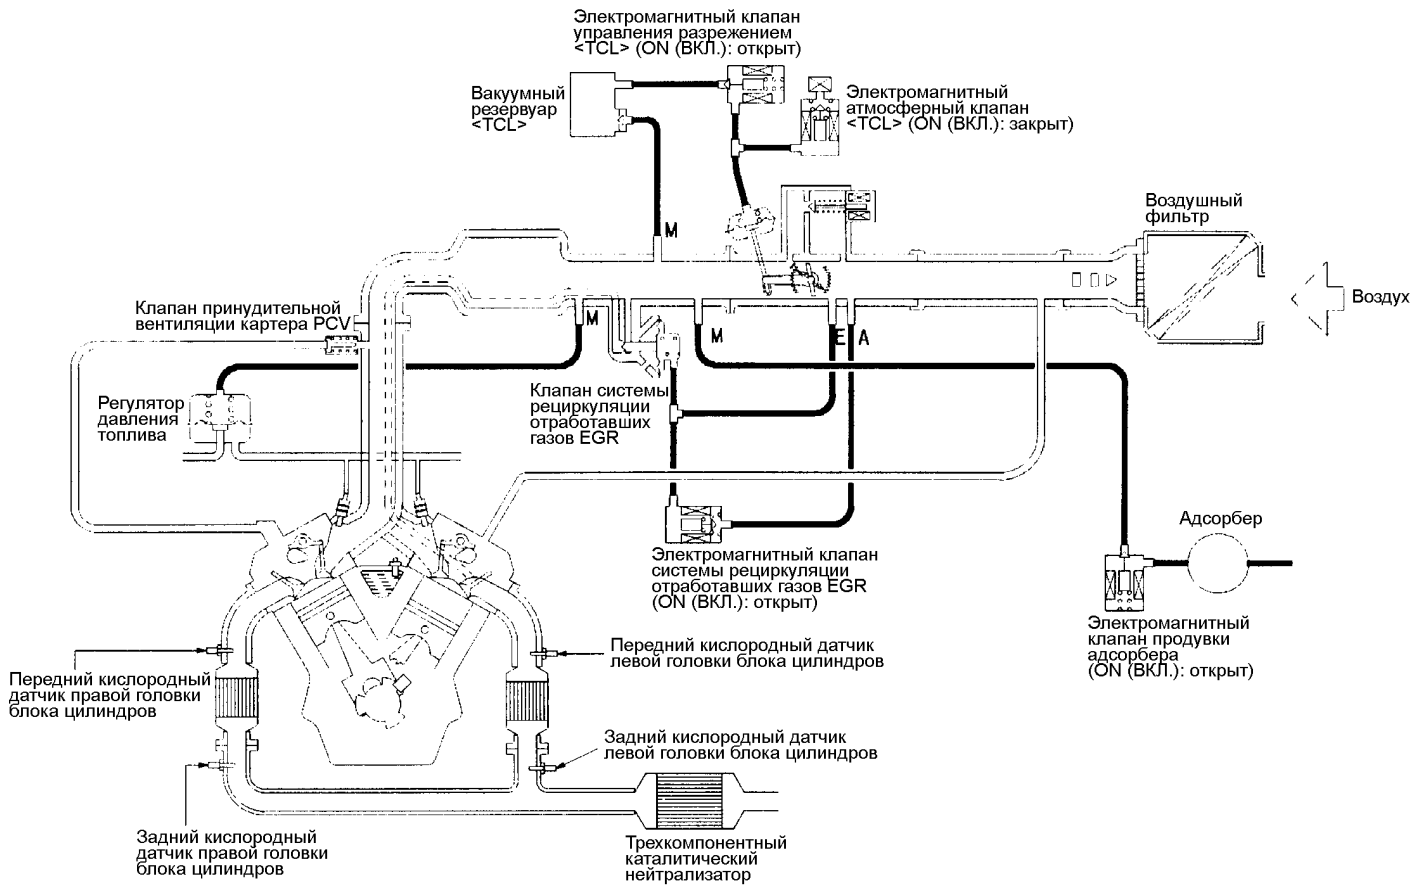 Электромагнитный клапан
управления разрежением
<TCL> (ON (ВКЛ.): открыт)
Вакуумный
резервуар
<TCL>
Электромагнитный
атмосферный клапан
<TCL> (ON (ВКЛ.): закрыт)
Воздушный
фильтр
Воздух
M
Клапан принудительной
вентиляции картера PCV
M
M
E
A
Регулятор
давления
топлива
Клапан системы
рециркуляции
отработавших
газов EGR
Адсорбер
Электромагнитный клапан
системы рециркуляции
отработавших газов EGR
(ON (ВКЛ.): открыт)
Электромагнитный
клапан продувки
адсорбера
(ON (ВКЛ.): открыт)
Передний кислородный датчик
левой головки блока цилиндров
Передний кислородный
датчик правой головки
блока цилиндров
Задний кислородный датчик
левой головки блока цилиндров
Задний кислородный
датчик правой головки
блока цилиндров
Трехкомпонентный
каталитический
нейтрализатор